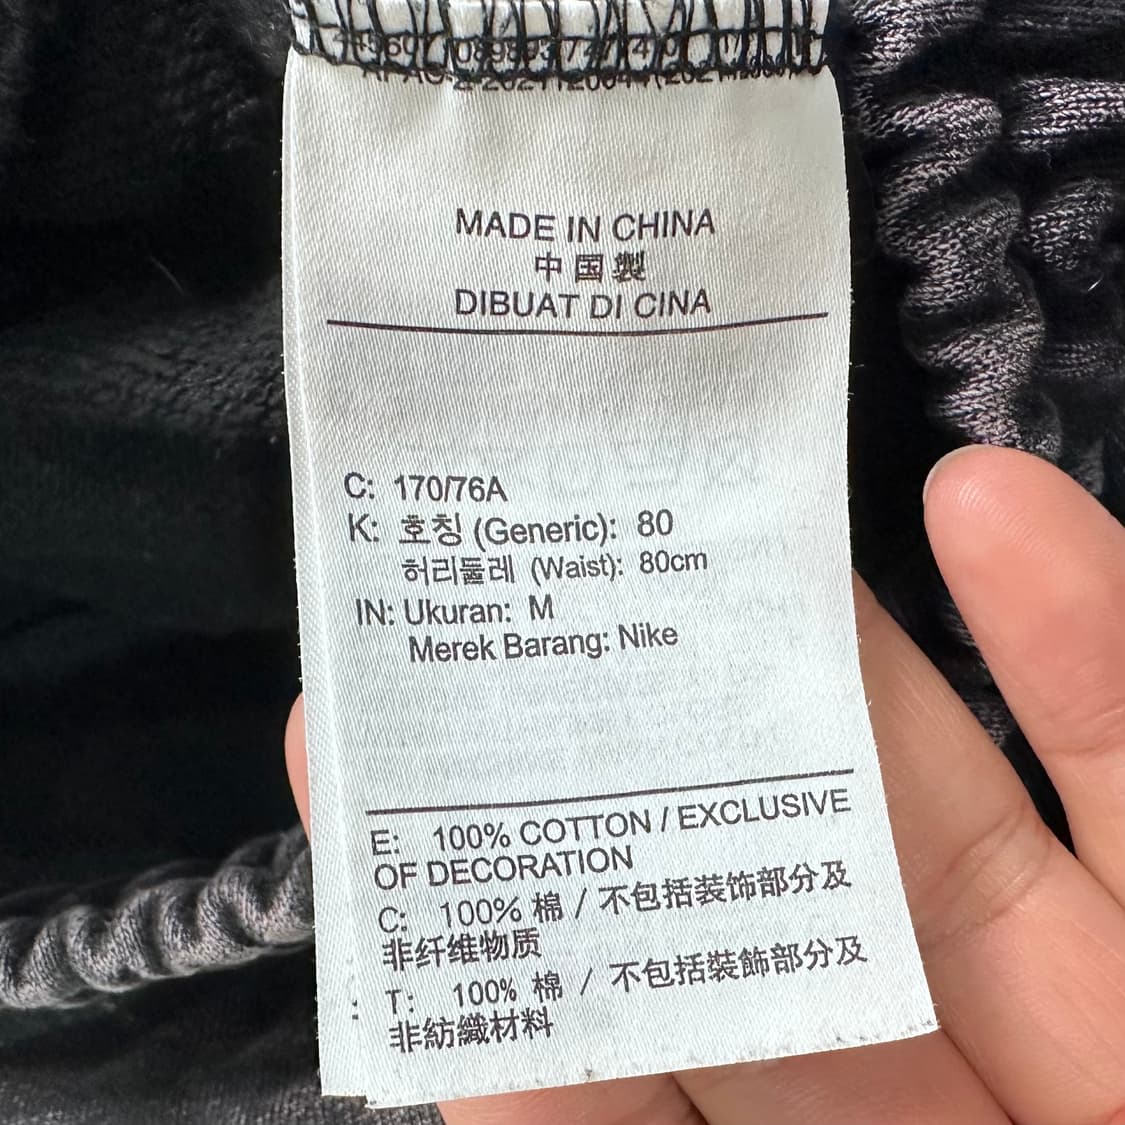 MADE IN CHINA
中国製
DIBUAT DI CINA
C: 170/76A
K: 호칭 (Generic): 80
허리둘레 (Waist): 80cm
IN: Ukuran: M
Merek Barang: Nike
E: 100% COTTON / EXCLUSIVE
OF DECORATION
C: 100% 棉 / 不包括装饰部分及
非纤维物质
T: 100% 棉 / 不包括裝飾部分及
非紡織材料